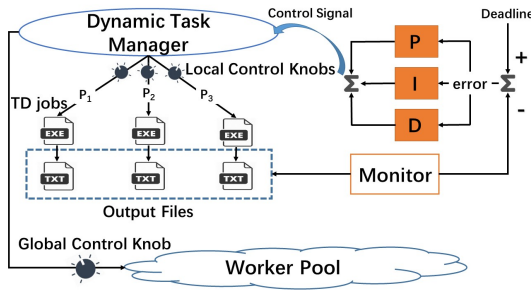 Dynamic Task
Manager
Control Signal
Deadline
P
I
D
Σ
error
Σ
+
-
Local Control Knobs
TD jobs
P1
P2
P3
EXE
EXE
EXE
TXT
TXT
TXT
Monitor
Output Files
Global Control Knob
Worker Pool